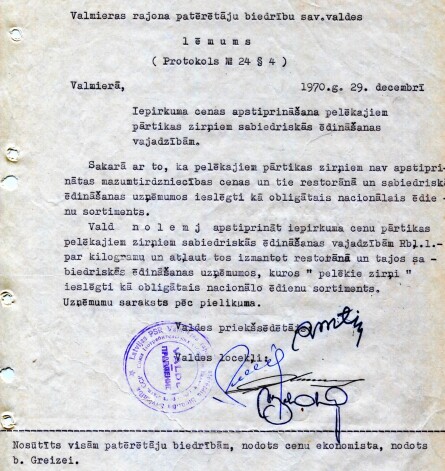 Valmieras rajona patērētāju biedrību sav.valdes
lēmums
( Protokols № 24 § 4 )
Valmierā, 1970.g. 29. decembrī
Iepirkuma cenas apstiprināšana pelēkajiem
pārtikas zirņiem sabiedriskās ēdināšanas
vajadzībām.
Sakarā ar to, ka pelēkajiem pārtikas zirņiem nav apstipri-
nātas mazumtirdzniecības cenas un tie restorānā un sabiedrisk
ēdināšanas uzņēmumos ieslēgti kā obligātais nacionālais ēdie-
nu sortiments.
Vald nolemj apstiprināt iepirkuma cenu pārtikas
pelēkajiem zirņiem sabiedriskās ēdināšanas vajadzībām Rbļ.1.-
par kilogramu un atļaut tos izmantot restorānā un tajos sa-
biedriskās ēdināšanas uzņēmumos, kuros " pelēkie zirņi "
ieslēgti kā obligātais nacionālo ēdienu sortiments.
Uzņēmumu saraksts pēc pielikuma.
Valdes priekšsēdētāj
Valdes locekļi:
Nosūtīts visām patērētāju biedrībām, nodots cenu ekonomista, nodots
b. Greizei.